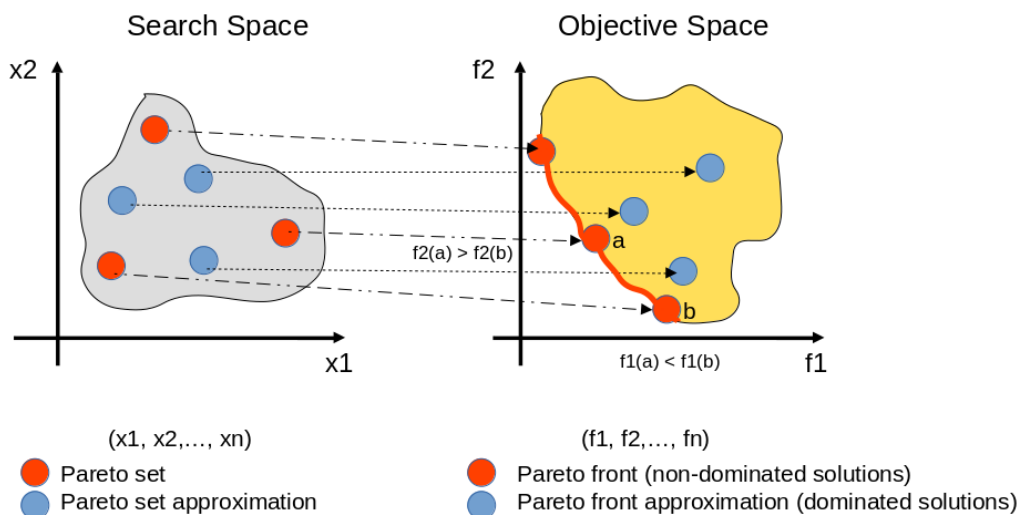 Search Space
Objective Space
x2
f2
a
f2(a) > f2(b)
b
x1
f1(a) < f1(b)
f1
(x1, x2,..., xn)
(f1, f2,..., fn)
Pareto set
Pareto front (non-dominated solutions)
Pareto set approximation
Pareto front approximation (dominated solutions)